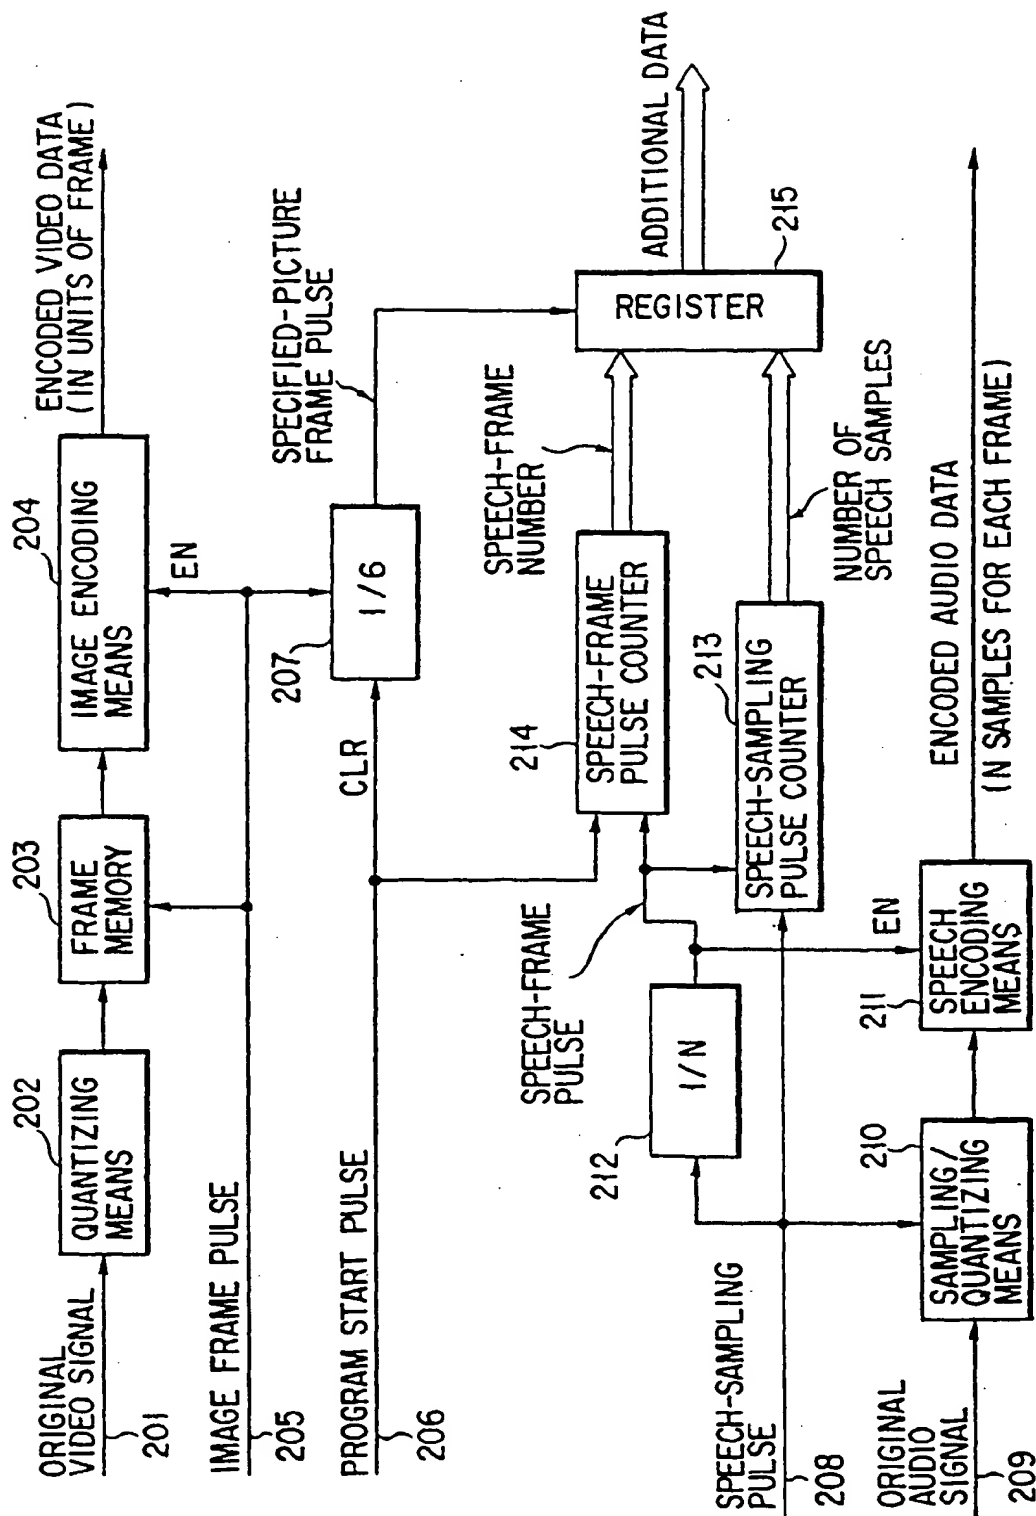 ORIGINAL
VIDEO SIGNAL
201
202
QUANTIZING
MEANS
203
FRAME
MEMORY
204
IMAGE ENCODING
MEANS
ENCODED VIDEO DATA
(IN UNITS OF FRAME)
IMAGE FRAME PULSE
205
EN
PROGRAM START PULSE
206
CLR
207
1/6
SPECIFIED-PICTURE
FRAME PULSE
SPEECH-FRAME
PULSE
214
SPEECH-FRAME
PULSE COUNTER
SPEECH-FRAME
NUMBER
REGISTER
215
ADDITIONAL DATA
212
1/N
213
SPEECH-SAMPLING
PULSE COUNTER
NUMBER OF
SPEECH SAMPLES
SPEECH-SAMPLING
PULSE
208
EN
ORIGINAL
AUDIO
SIGNAL
209
210
SAMPLING/
QUANTIZING
MEANS
211
SPEECH
ENCODING
MEANS
ENCODED AUDIO DATA
(N SAMPLES FOR EACH FRAME)